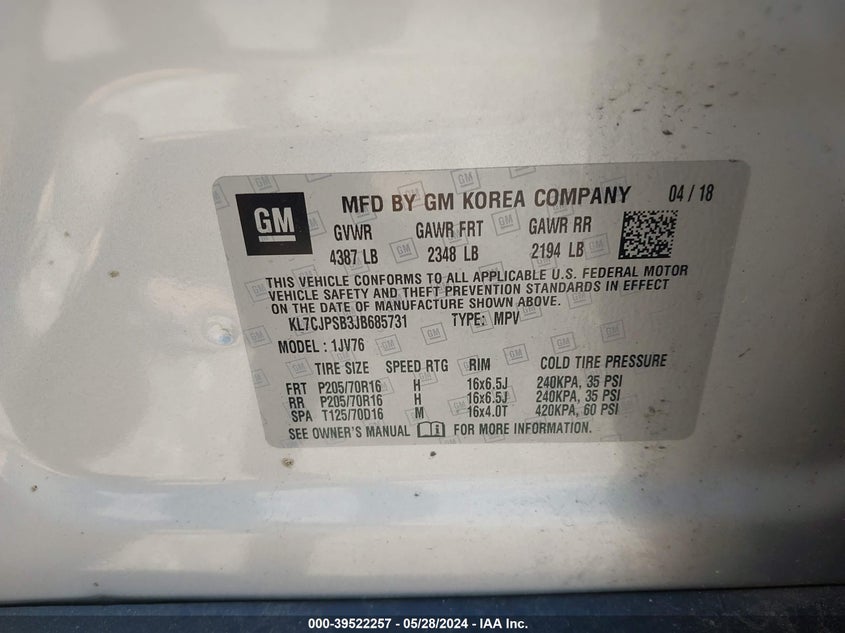 GM
MFD BY GM KOREA COMPANY 04 / 18
GVWR GAWR FRT GAWR RR
4387 LB 2348 LB 2194 LB
THIS VEHICLE CONFORMS TO ALL APPLICABLE U.S. FEDERAL MOTOR
VEHICLE SAFETY AND THEFT PREVENTION STANDARDS IN EFFECT
ON THE DATE OF MANUFACTURE SHOWN ABOVE.
KL7CJPSB3JB685731 TYPE: MPV
MODEL : 1JV76
TIRE SIZE SPEED RTG RIM COLD TIRE PRESSURE
FRT P205/70R16 H 16x6.5J 240KPA, 35 PSI
RR P205/70R16 H 16x6.5J 240KPA, 35 PSI
SPA T125/70D16 M 16x4.0T 420KPA, 60 PSI
SEE OWNER'S MANUAL FOR MORE INFORMATION.
000-39522257 - 05/28/2024 - IAA Inc.